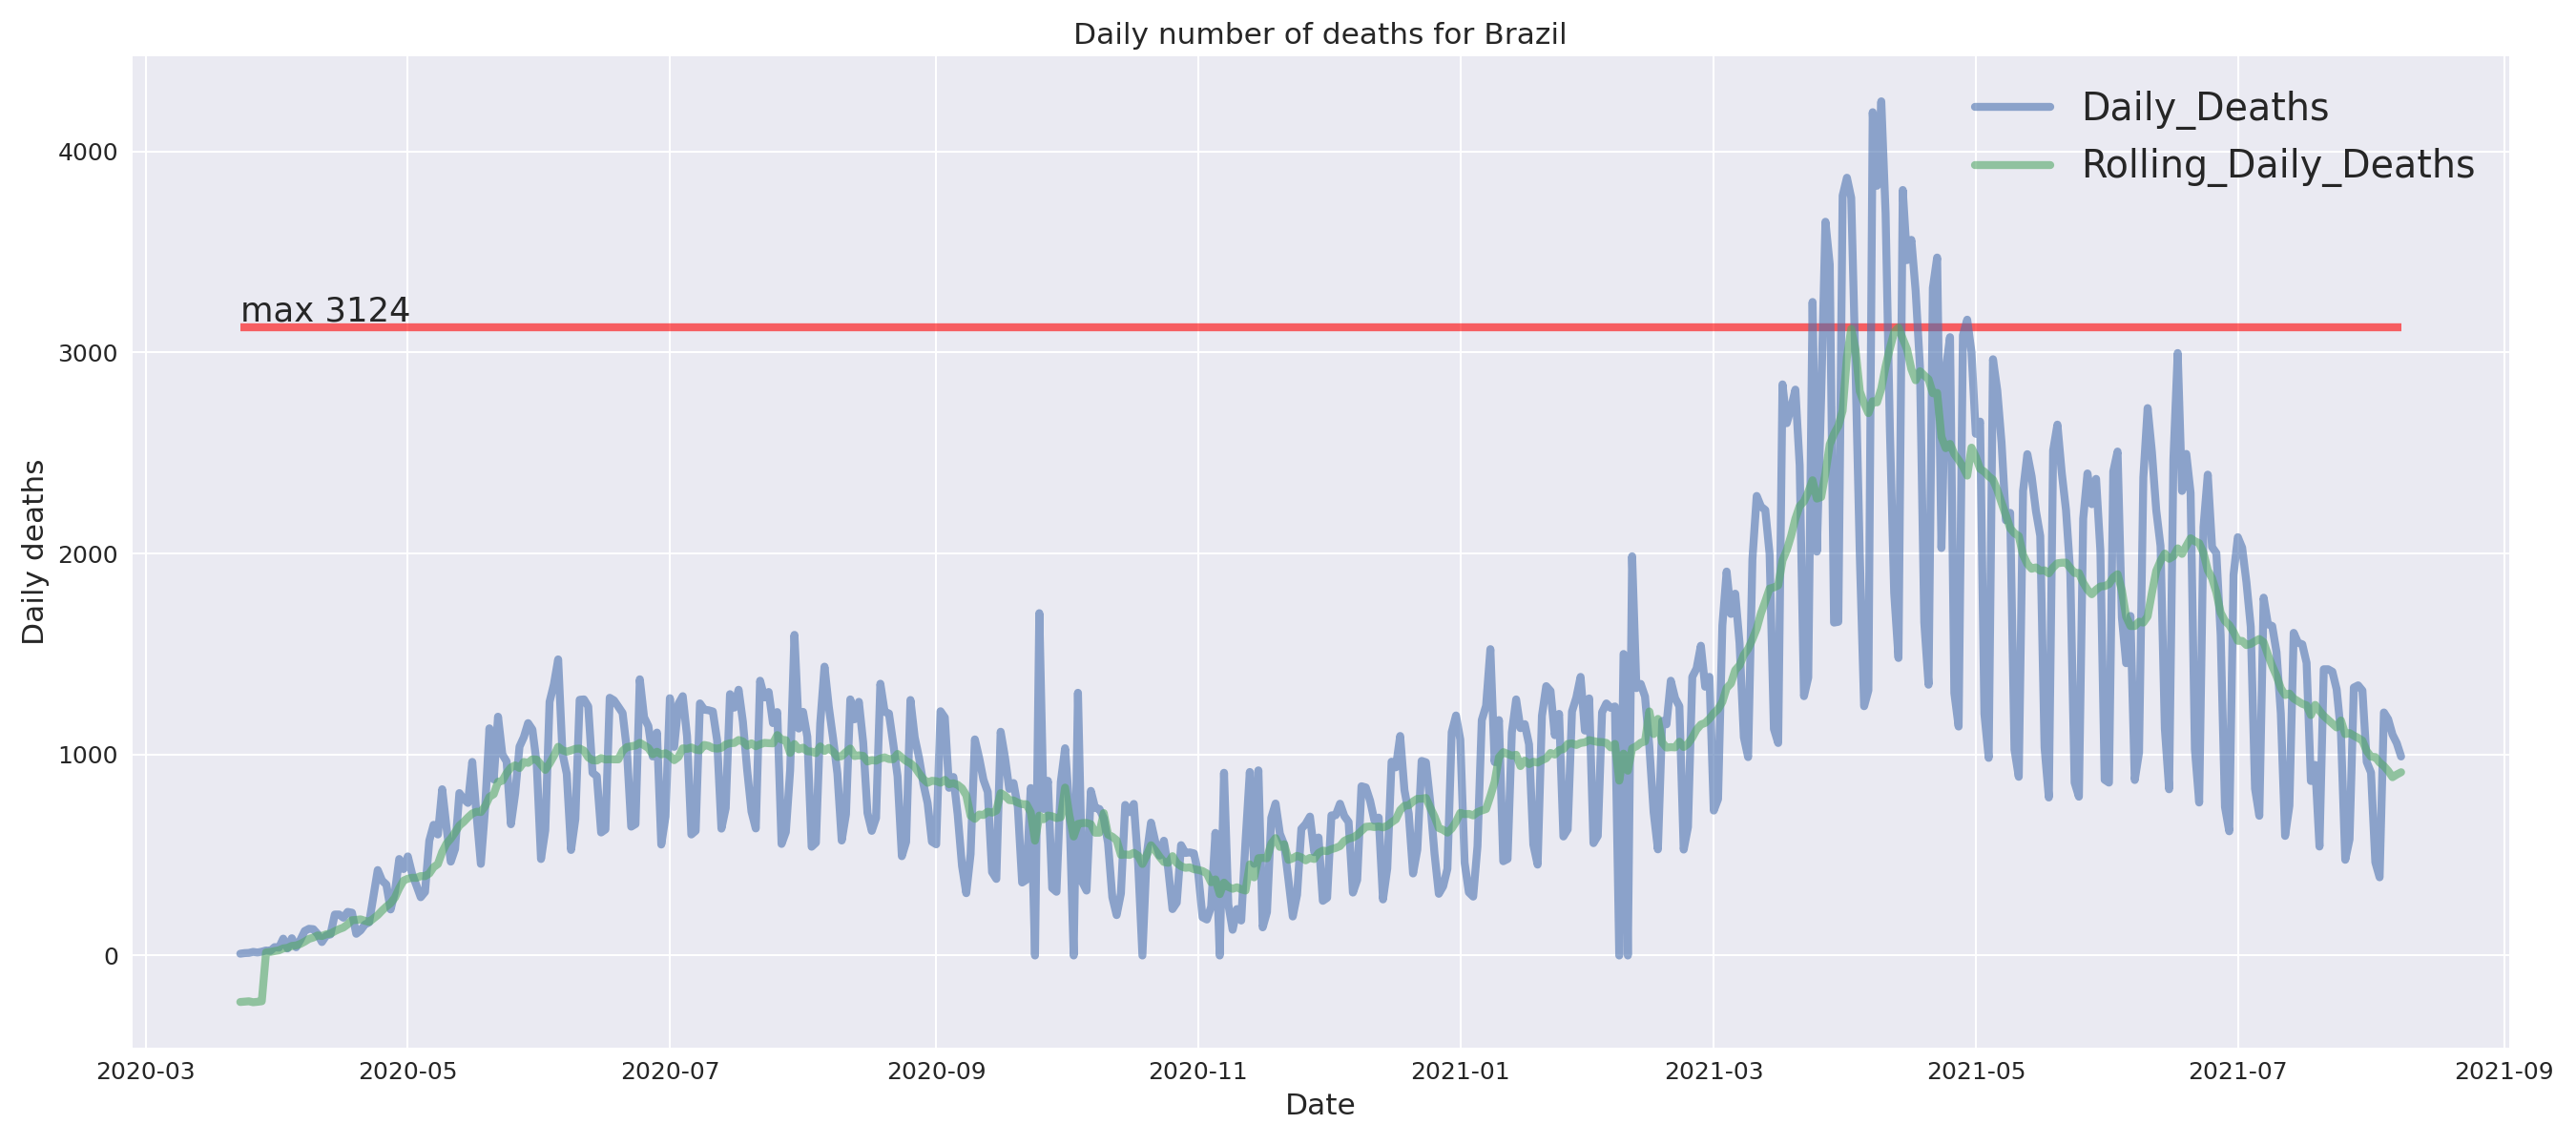 Daily number of deaths for Brazil
Daily_Deaths
Rolling_Daily_Deaths
max 3124
Daily deaths
4000
3000
2000
1000
0
2020-03 2020-05 2020-07 2020-09 2020-11 2021-01 2021-03 2021-05 2021-07 2021-09
Date